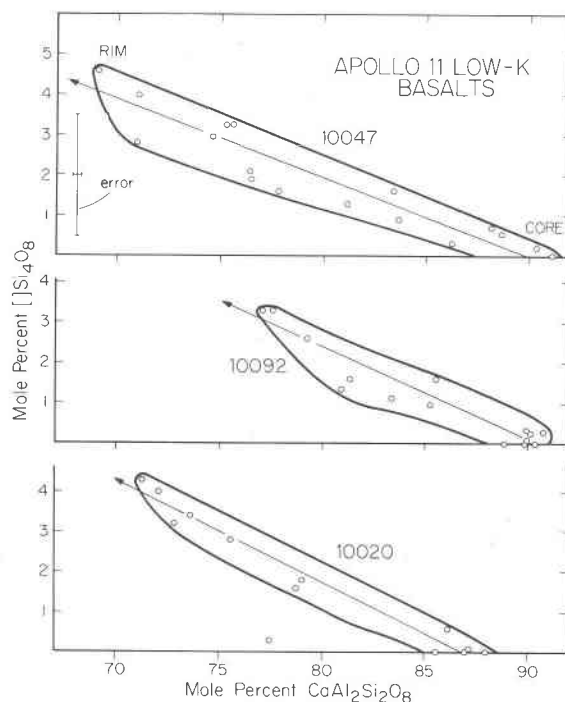 5
RIM
APOLLO 11 LOW-K
BASALTS
4
10047
3
2
error
1
CORE
4
3
10092
2
1
4
3
10020
2
1
70 75 80 85 90
Mole Percent CaAl2Si2O8
Mole Percent []Si4O8